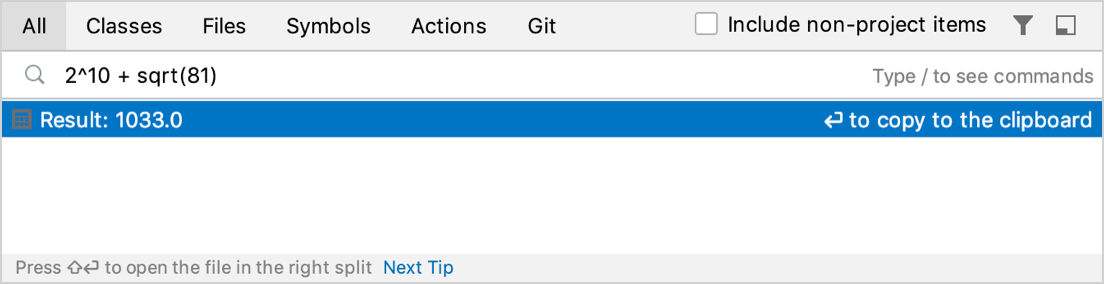 All Classes Files Symbols Actions Git Include non-project items
2^10 + sqrt(81) Type / to see commands
Result: 1033.0 ⏎ to copy to the clipboard
Press ⇧⏎ to open the file in the right split Next Tip